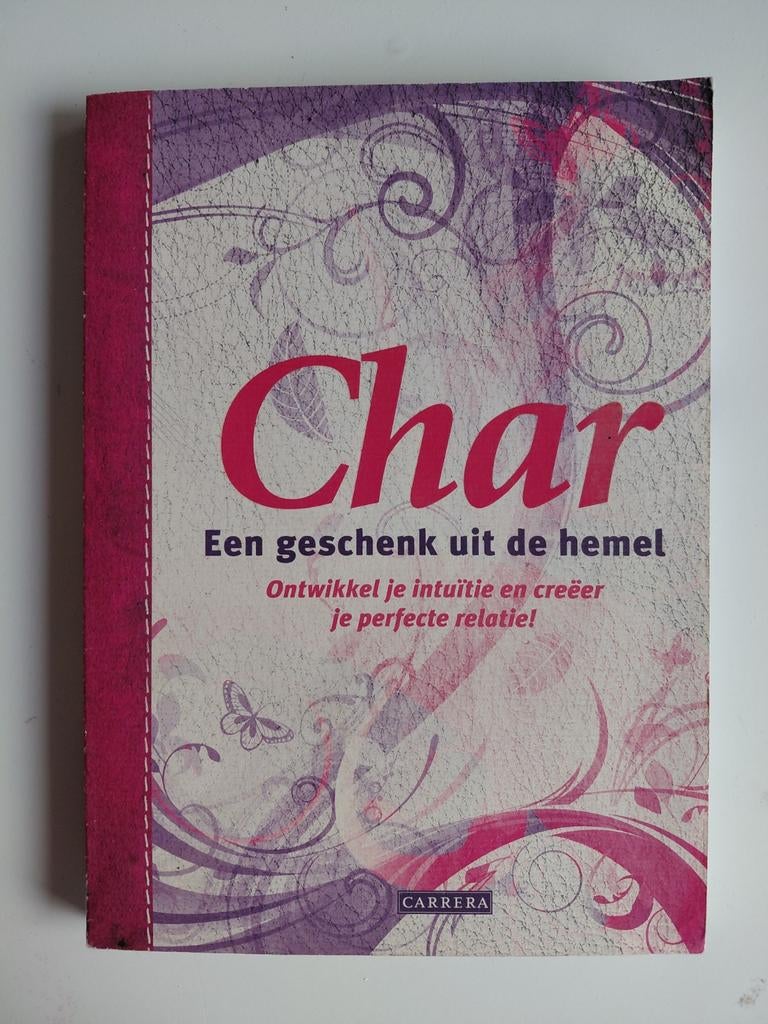 Char
Een geschenk uit de hemel
Ontwikkel je intuïtie en creëer
je perfecte relatie!
CARRERA